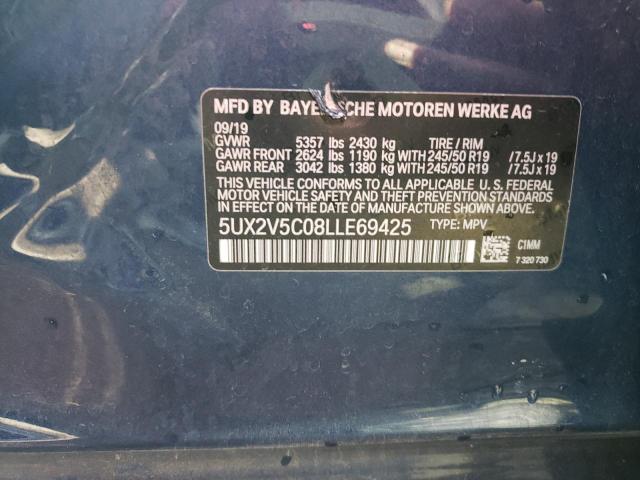 MFD BY BAYE CHE MOTOREN WERKE AG
09/19
GVWR 5357 lbs 2430 kg TIRE / RIM
GAWR FRONT 2624 lbs 1190 kg WITH 245/50 R19 /7.5J x 19
GAWR REAR 3042 lbs 1380 kg WITH 245/50 R19 /7.5J x 19
THIS VEHICLE CONFORMS TO ALL APPLICABLE U. S. FEDERAL
MOTOR VEHICLE SAFETY AND THEFT PREVENTION STANDARDS
IN EFFECT ON THE DATE OF MANUFACTURE SHOWN ABOVE.
5UX2V5C08LLE69425 TYPE: MPV
C1MM
7 320 730